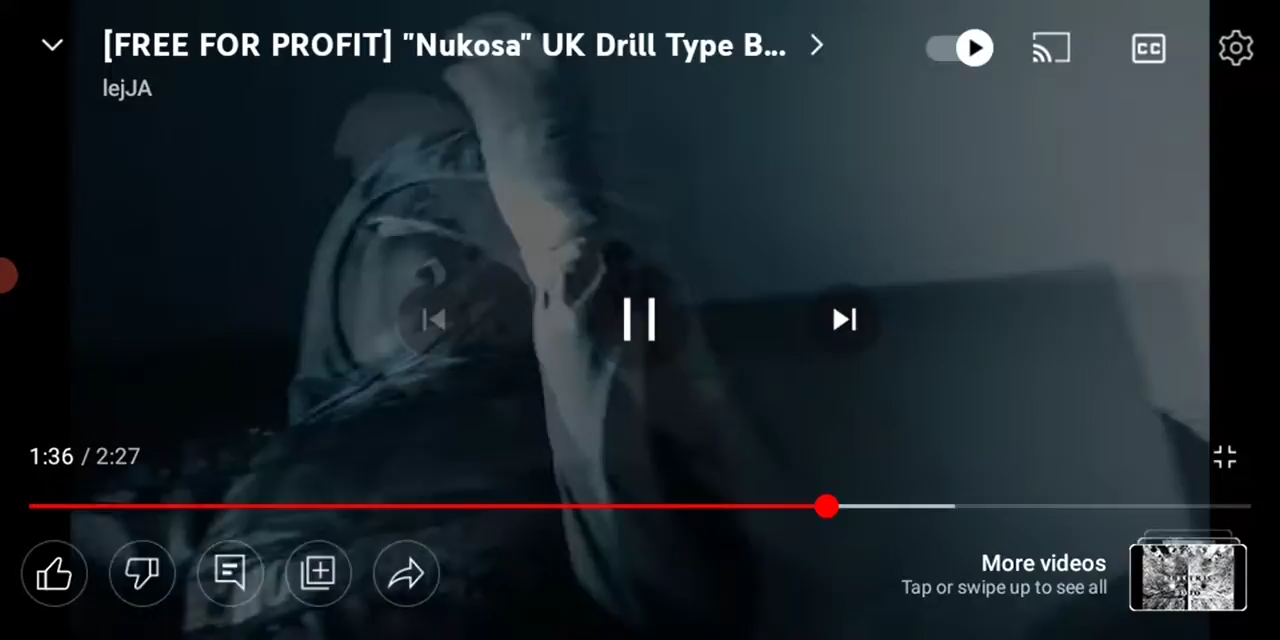 [FREE FOR PROFIT] "Nukosa" UK Drill Type B...
lejJA
CC
1:36 / 2:27
More videos
Tap or swipe up to see all